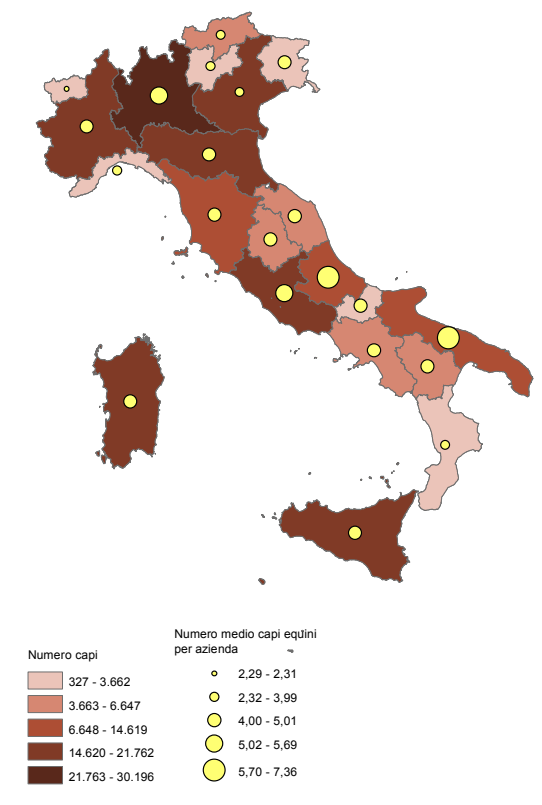 Numero medio capi equini
per azienda
Numero capi
327 - 3.662
3.663 - 6.647
6.648 - 14.619
14.620 - 21.762
21.763 - 30.196
2,29 - 2,31
2,32 - 3,99
4,00 - 5,01
5,02 - 5,69
5,70 - 7,36